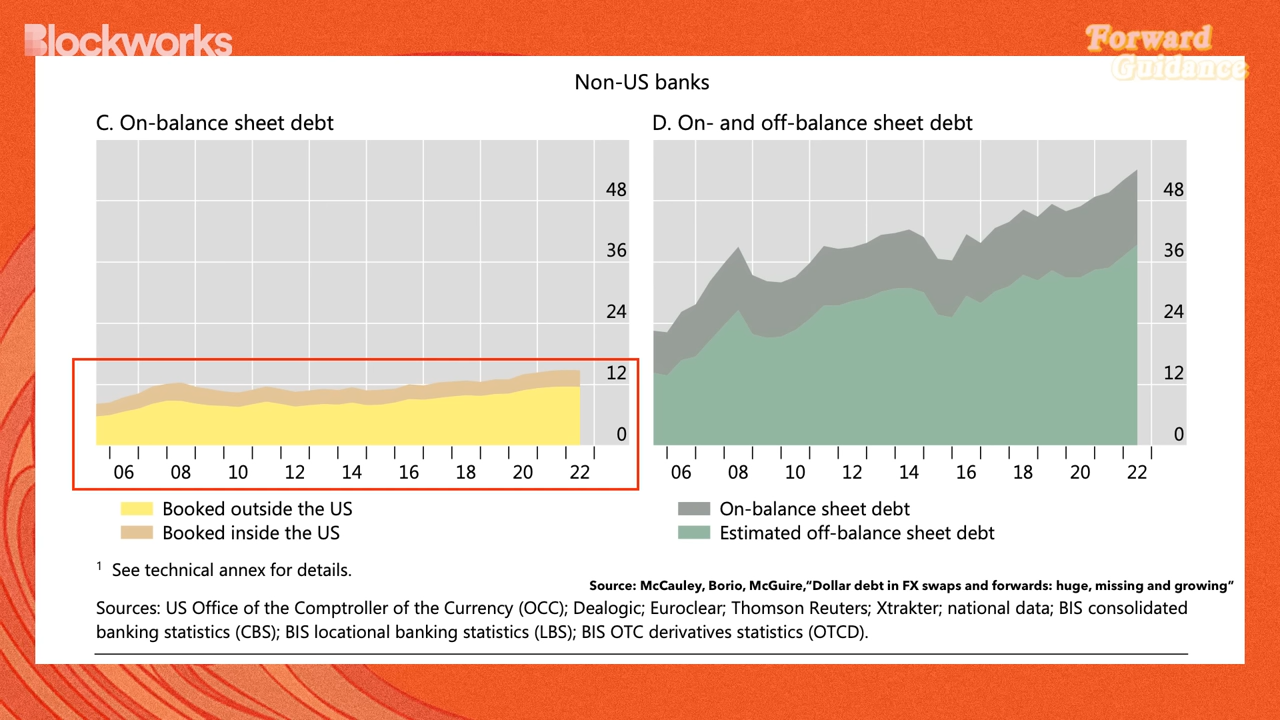 Blockworks
Forward
Guidance
Non-US banks
C. On-balance sheet debt
48
36
24
12
0
06 08 10 12 14 16 18 20 22
Booked outside the US
Booked inside the US
D. On- and off-balance sheet debt
48
36
24
12
0
06 08 10 12 14 16 18 20 22
On-balance sheet debt
Estimated off-balance sheet debt
1 See technical annex for details.
Source: McCauley, Borio, McGuire,“Dollar debt in FX swaps and forwards: huge, missing and growing”
Sources: US Office of the Comptroller of the Currency (OCC); Dealogic; Euroclear; Thomson Reuters; Xtrakter; national data; BIS consolidated
banking statistics (CBS); BIS locational banking statistics (LBS); BIS OTC derivatives statistics (OTCD).